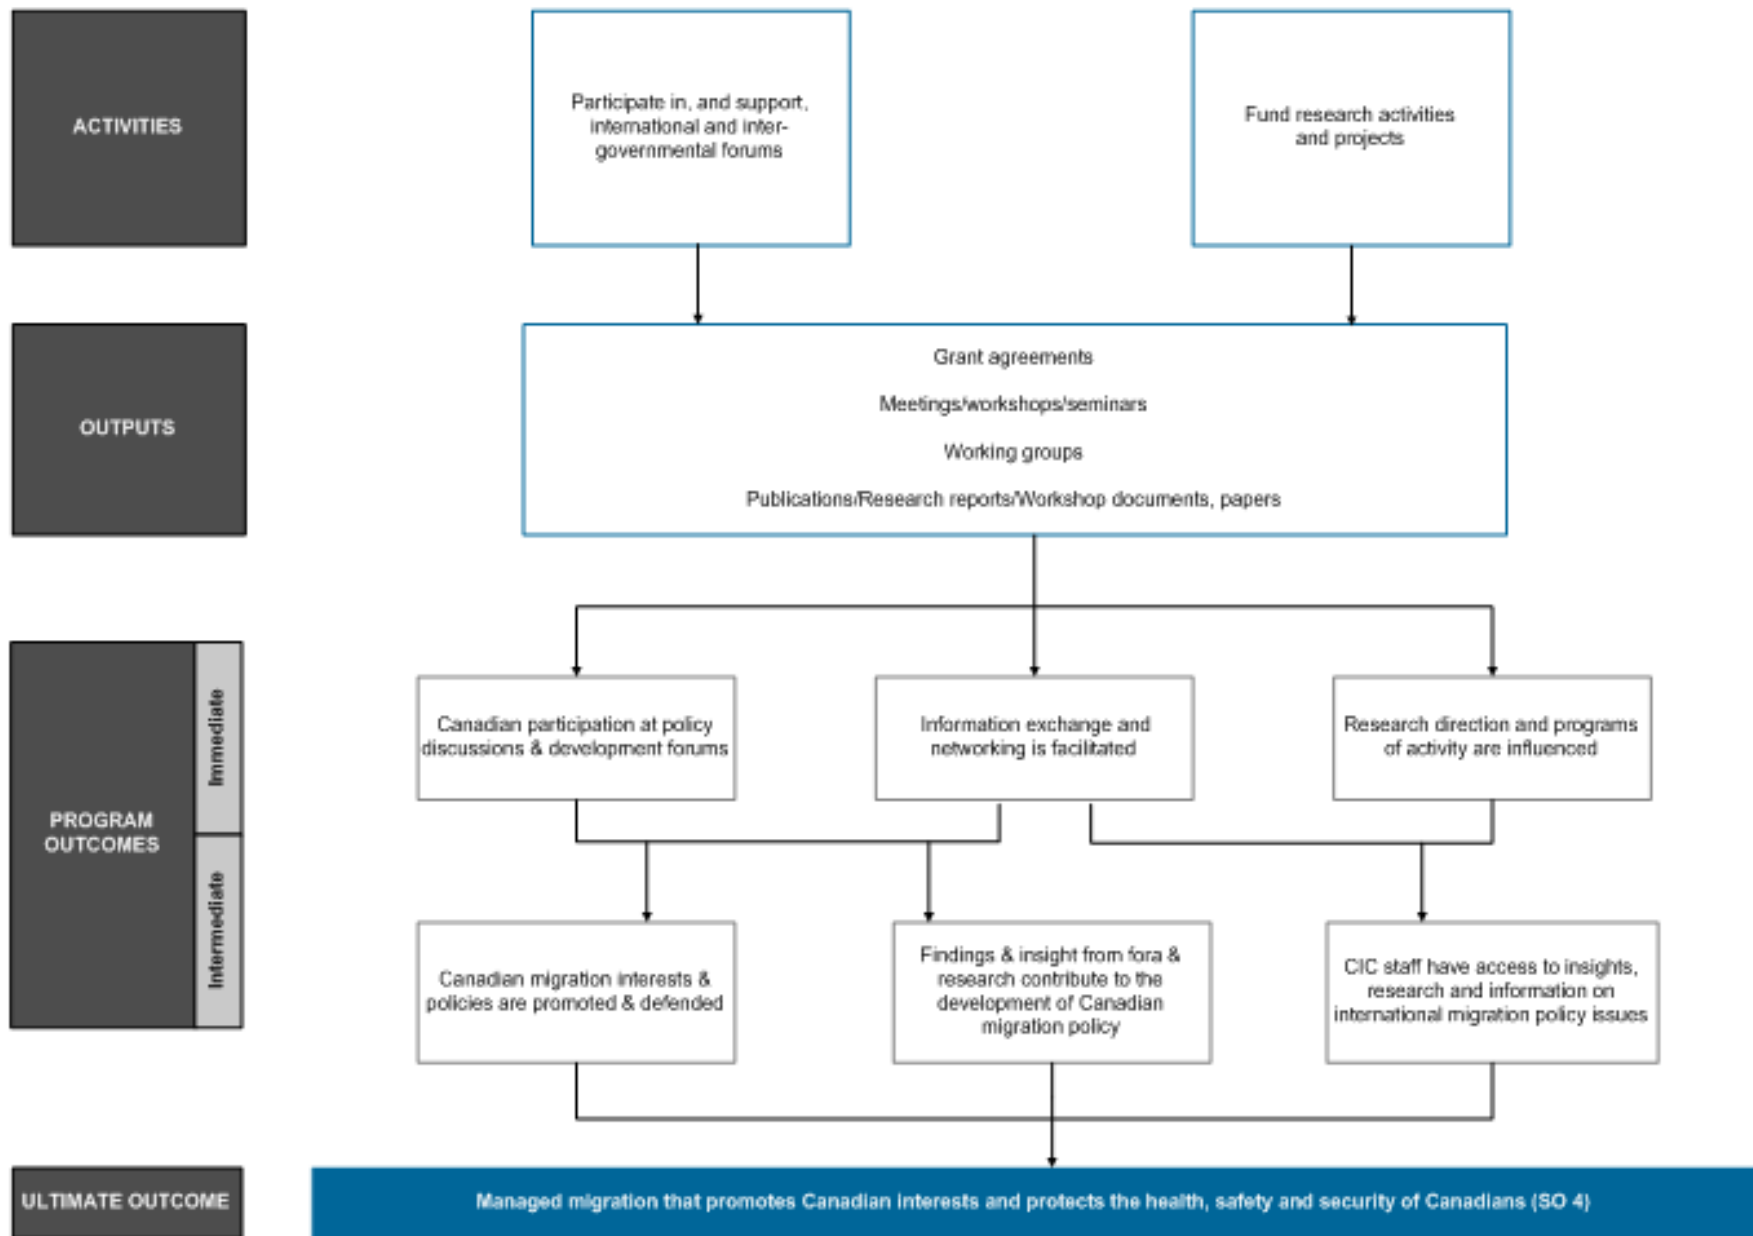 ACTIVITIES
Participate in, and support,
international and inter-
governmental forums
Fund research activities
and projects
OUTPUTS
Grant agreements
Meetings/workshops/seminars
Working groups
Publications/Research reports/Workshop documents, papers
PROGRAM
OUTCOMES
Immediate
Canadian participation at policy
discussions & development forums
Information exchange and
networking is facilitated
Research direction and programs
of activity are influenced
Intermediate
Canadian migration interests &
policies are promoted & defended
Findings & insight from fora &
research contribute to the
development of Canadian
migration policy
CIC staff have access to insights,
research and information on
international migration policy issues
ULTIMATE OUTCOME
Managed migration that promotes Canadian interests and protects the health, safety and security of Canadians (SO 4)